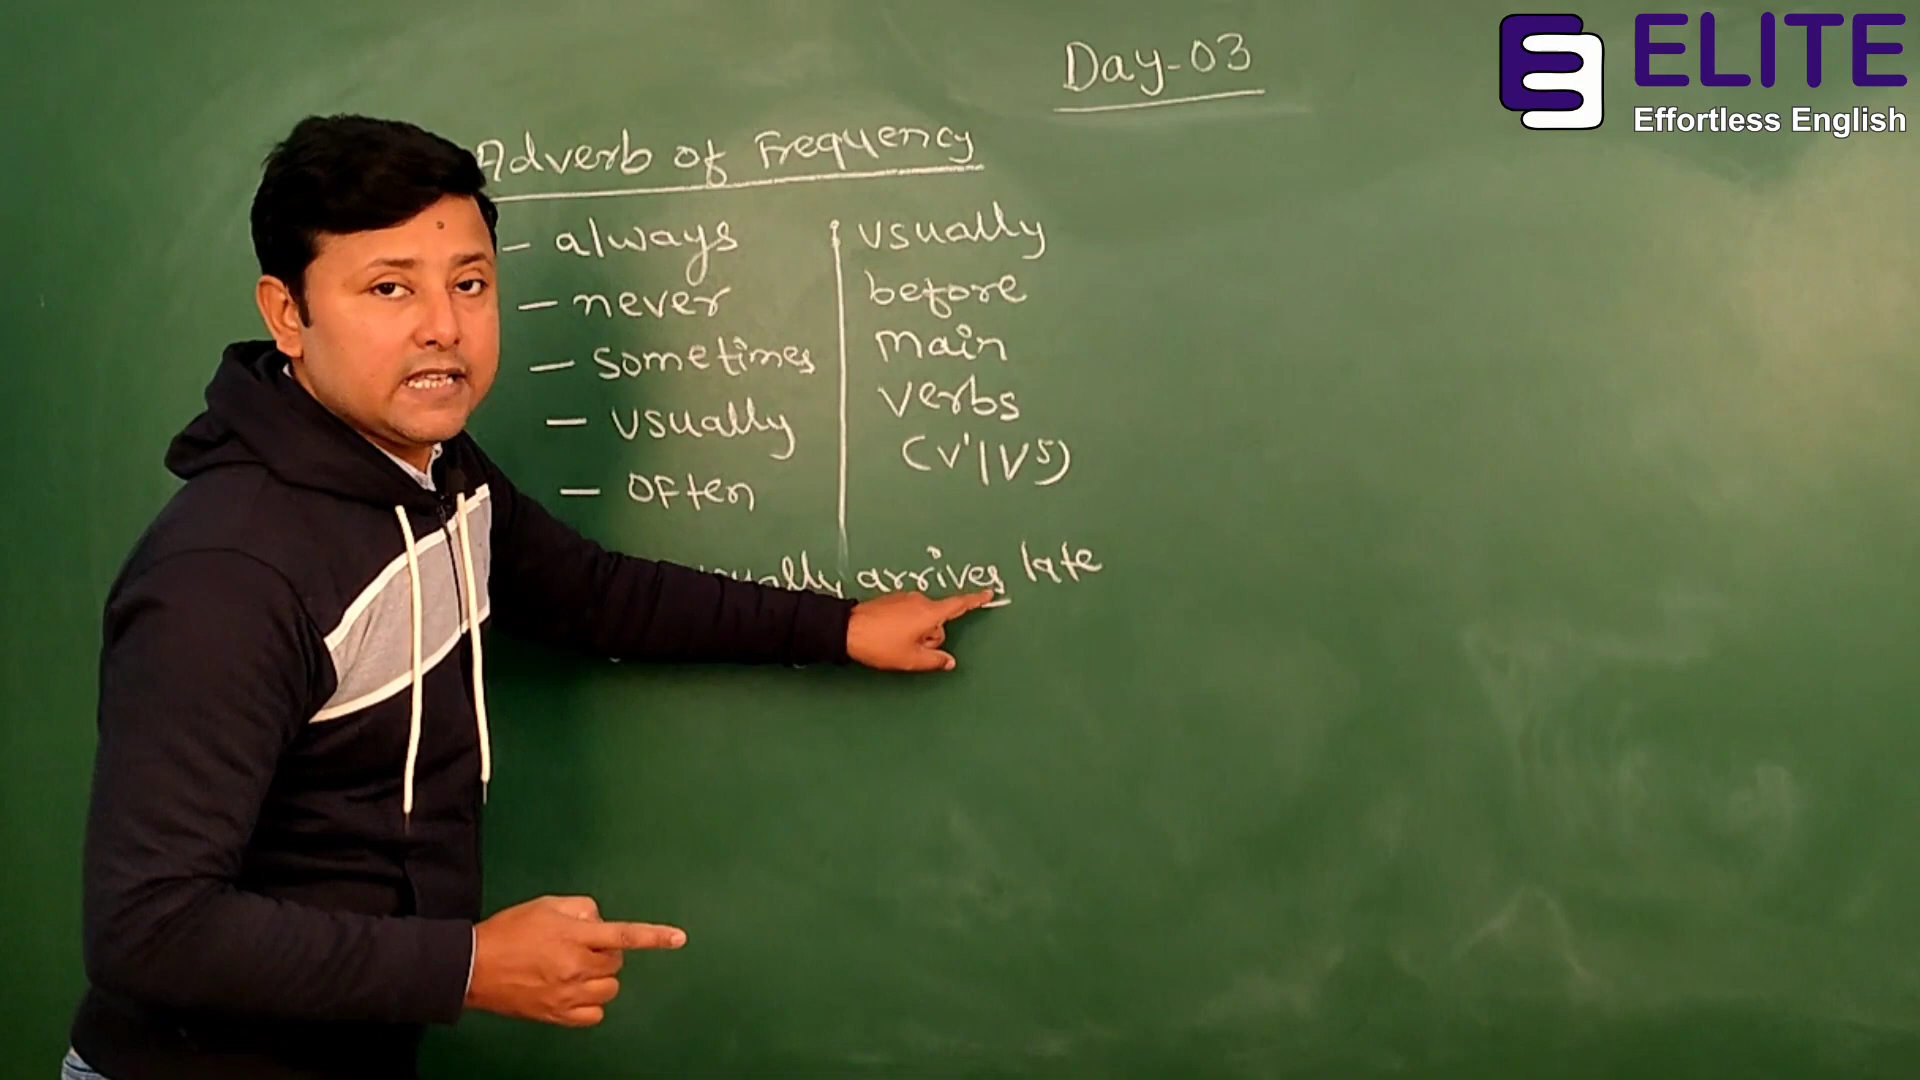 ELITE
Effortless English
Day-03
Adverb of Frequency
- always
- never
- sometimes
- usually
- often
usually
before
main
verbs
(V1/V5)
usually arrives late